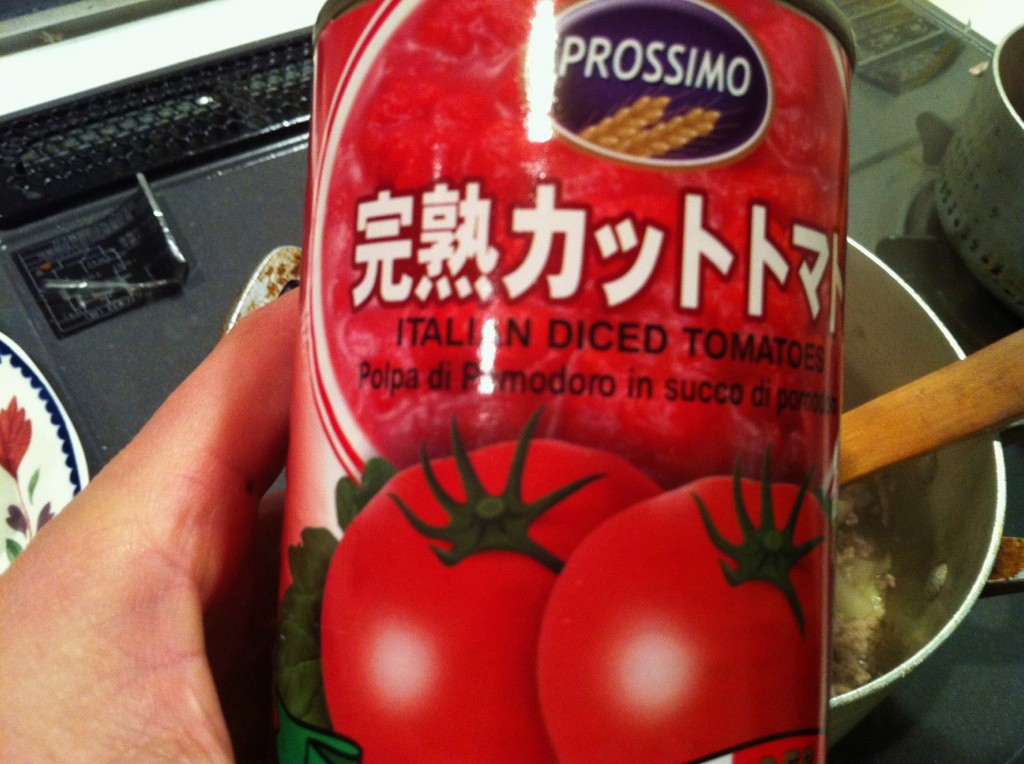 PROSSIMO
完熟カットトマト
ITALIAN DICED TOMATOES
Polpa di Pomodoro in succo di